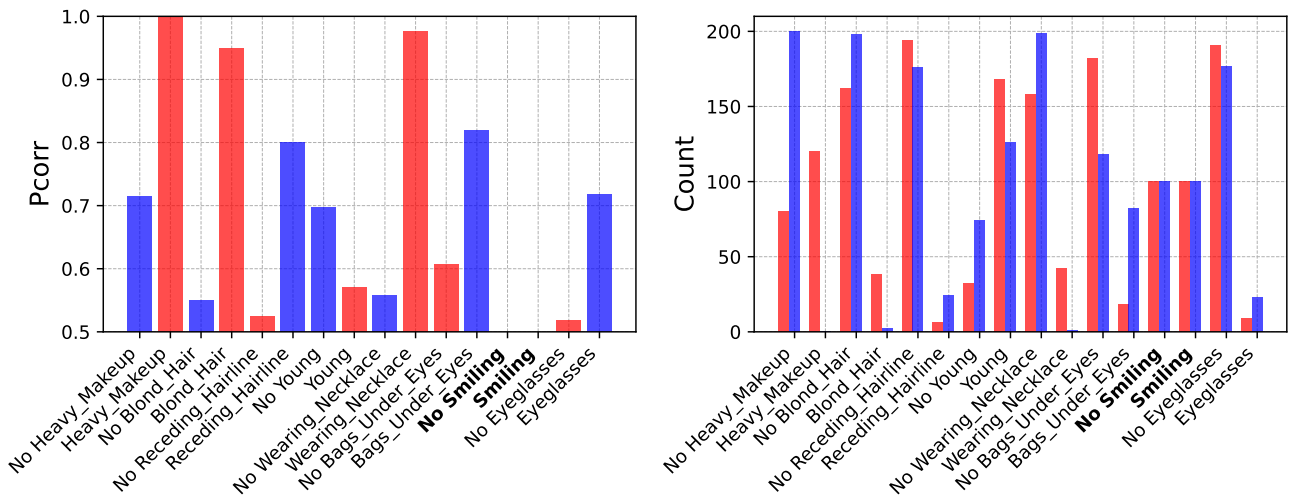 1.0
0.9
0.8
0.7
0.6
0.5
Pcorr
No Heavy_Makeup
Heavy_Makeup
No Blond_Hair
Blond_Hair
No Receding_Hairline
Receding_Hairline
No Young
Young
No Wearing_Necklace
Wearing_Necklace
No Bags_Under_Eyes
Bags_Under_Eyes
No Smiling
Smiling
No Eyeglasses
Eyeglasses
200
150
100
50
0
Count
No Heavy_Makeup
Heavy_Makeup
No Blond_Hair
Blond_Hair
No Receding_Hairline
Receding_Hairline
No Young
Young
No Wearing_Necklace
Wearing_Necklace
No Bags_Under_Eyes
Bags_Under_Eyes
No Smiling
Smiling
No Eyeglasses
Eyeglasses